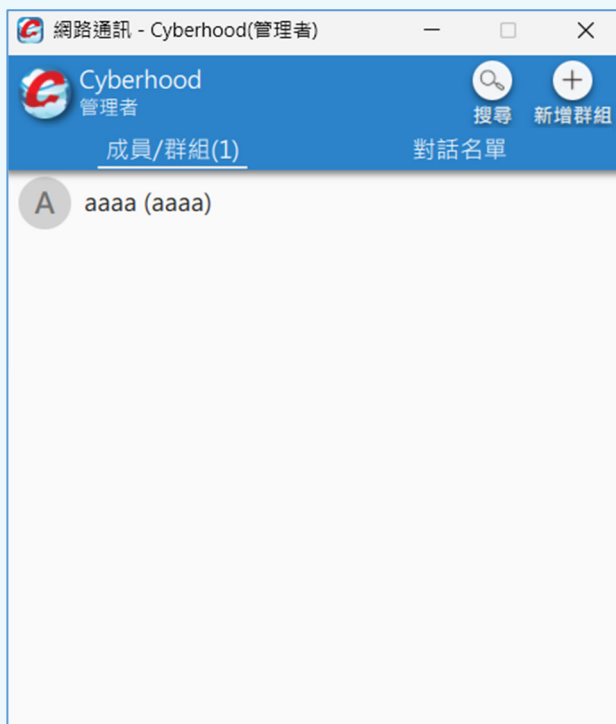 網路通訊 - Cyberhood(管理者)
Cyberhood
管理者
搜尋
新增群組
成員/群組(1)
對話名單
A
aaaa (aaaa)